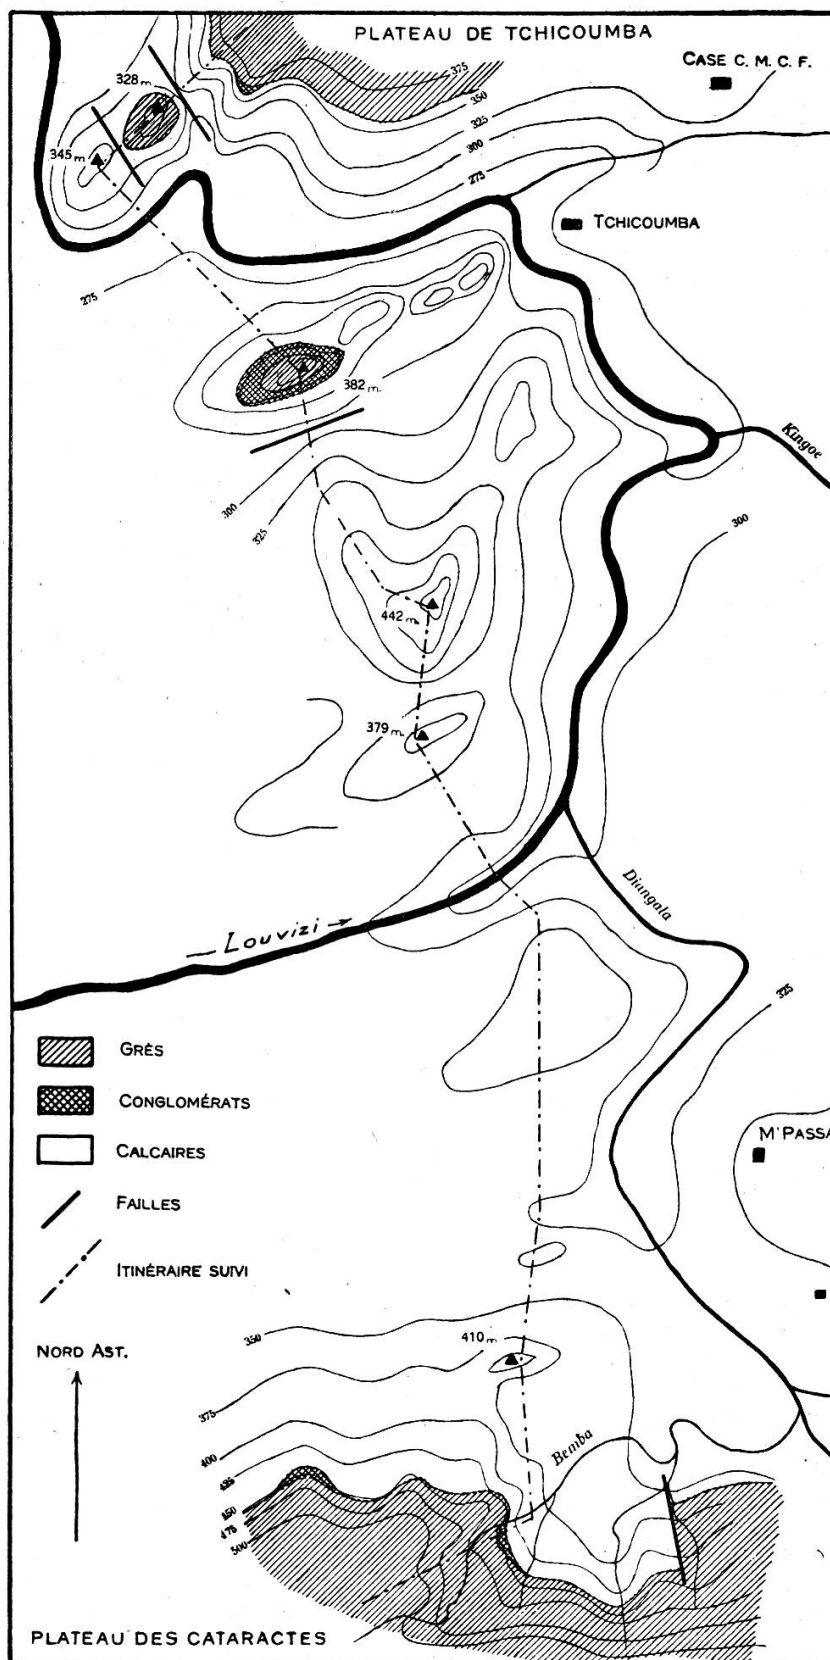 PLATEAU DE TCHICOUMBA
CASE C. M. C. F.
375
350
325
300
275
328 m.
345 m
TCHICOUMBA
275
382 m.
Kingoe
300
325
300
442 m.
379 m.
Diangala
Louvizi
325
GRÈS
CONGLOMÉRATS
CALCAIRES
M'PASSA
FAILLES
ITINÉRAIRE SUIVI
350
410 m
NORD AST.
375
Bemba
400
425
450
475
500
PLATEAU DES CATARACTES